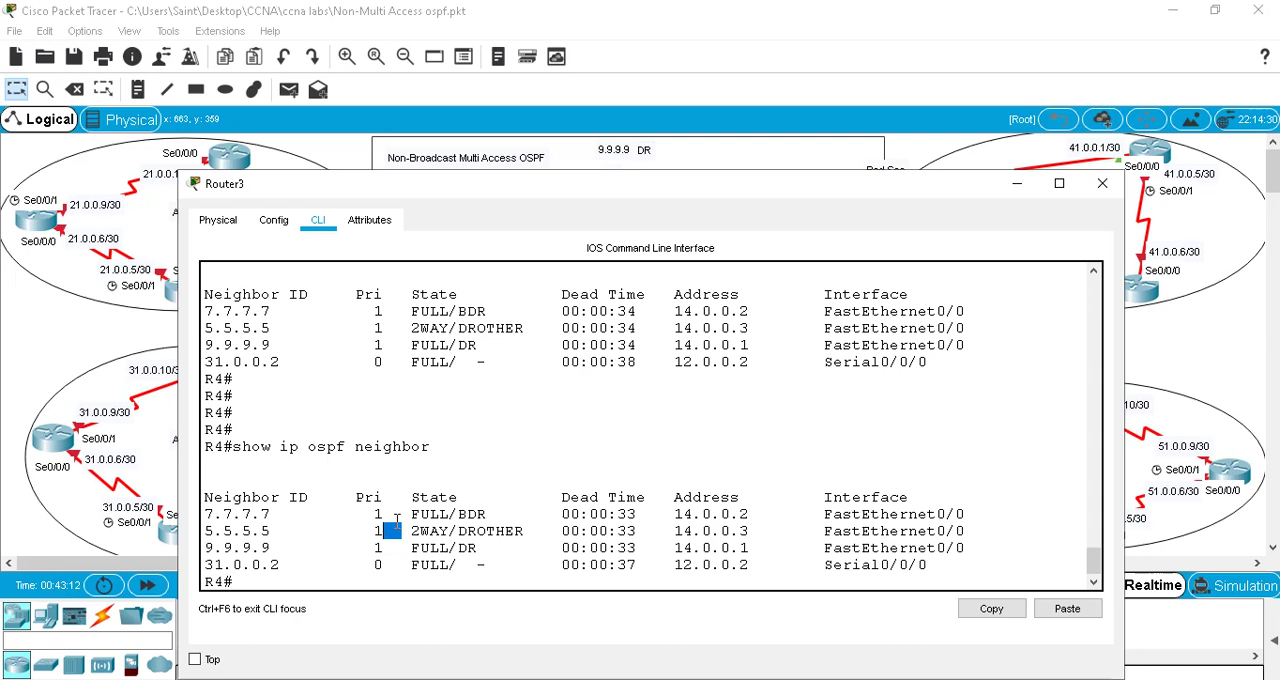 Cisco Packet Tracer - C:\Users\Saint\Desktop\CCNA\ccna labs\Non-Multi Access ospf.pkt
File Edit Options View Tools Extensions Help
Logical Physical x: 663, y: 359 [Root] 22:14:30
Se0/0/0
21.0.0.1
Se0/0/1
21.0.0.9/30
Se0/0/0
21.0.0.6/30
21.0.0.5/30
Se0/0/1
Non-Broadcast Multi Access OSPF
9.9.9.9 DR
41.0.0.1/30
Se0/0/0
41.0.0.5/30
Se0/0/1
41.0.0.6/30
Se0/0/0
31.0.0.10/30
31.0.0.9/30
Se0/0/1
Se0/0/0
31.0.0.6/30
31.0.0.5/30
Se0/0/1
10/30
51.0.0.9/30
Se0/0/1
51.0.0.6/30
Se0/0/0
.5/30
Router3
Physical Config CLI Attributes
IOS Command Line Interface
Neighbor ID Pri State Dead Time Address Interface
7.7.7.7 1 FULL/BDR 00:00:34 14.0.0.2 FastEthernet0/0
5.5.5.5 1 2WAY/DROTHER 00:00:34 14.0.0.3 FastEthernet0/0
9.9.9.9 1 FULL/DR 00:00:34 14.0.0.1 FastEthernet0/0
31.0.0.2 0 FULL/ - 00:00:38 12.0.0.2 Serial0/0/0
R4#
R4#
R4#
R4#
R4#show ip ospf neighbor
Neighbor ID Pri State Dead Time Address Interface
7.7.7.7 1 FULL/BDR 00:00:33 14.0.0.2 FastEthernet0/0
5.5.5.5 1 2WAY/DROTHER 00:00:33 14.0.0.3 FastEthernet0/0
9.9.9.9 1 FULL/DR 00:00:33 14.0.0.1 FastEthernet0/0
31.0.0.2 0 FULL/ - 00:00:37 12.0.0.2 Serial0/0/0
R4#
Ctrl+F6 to exit CLI focus
Copy Paste
Top
Time: 00:43:12
Realtime Simulation